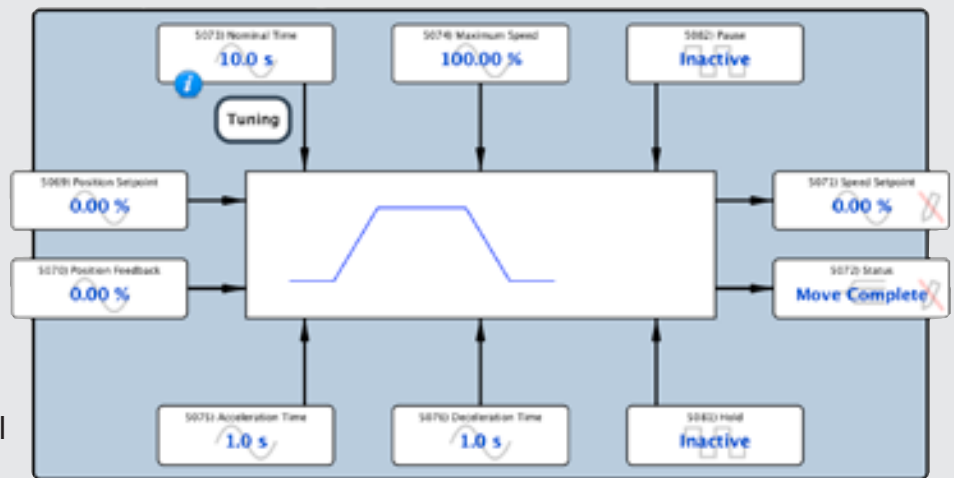 5073) Nominal Time
10.0 s
5074) Maximum Speed
100.00 %
5082) Pause
Inactive
i
Tuning
5069) Position Setpoint
0.00 %
5071) Speed Setpoint
0.00 %
5070) Position Feedback
0.00 %
5072) Status
Move Complete
5075) Acceleration Time
1.0 s
5076) Deceleration Time
1.0 s
5081) Hold
Inactive
l